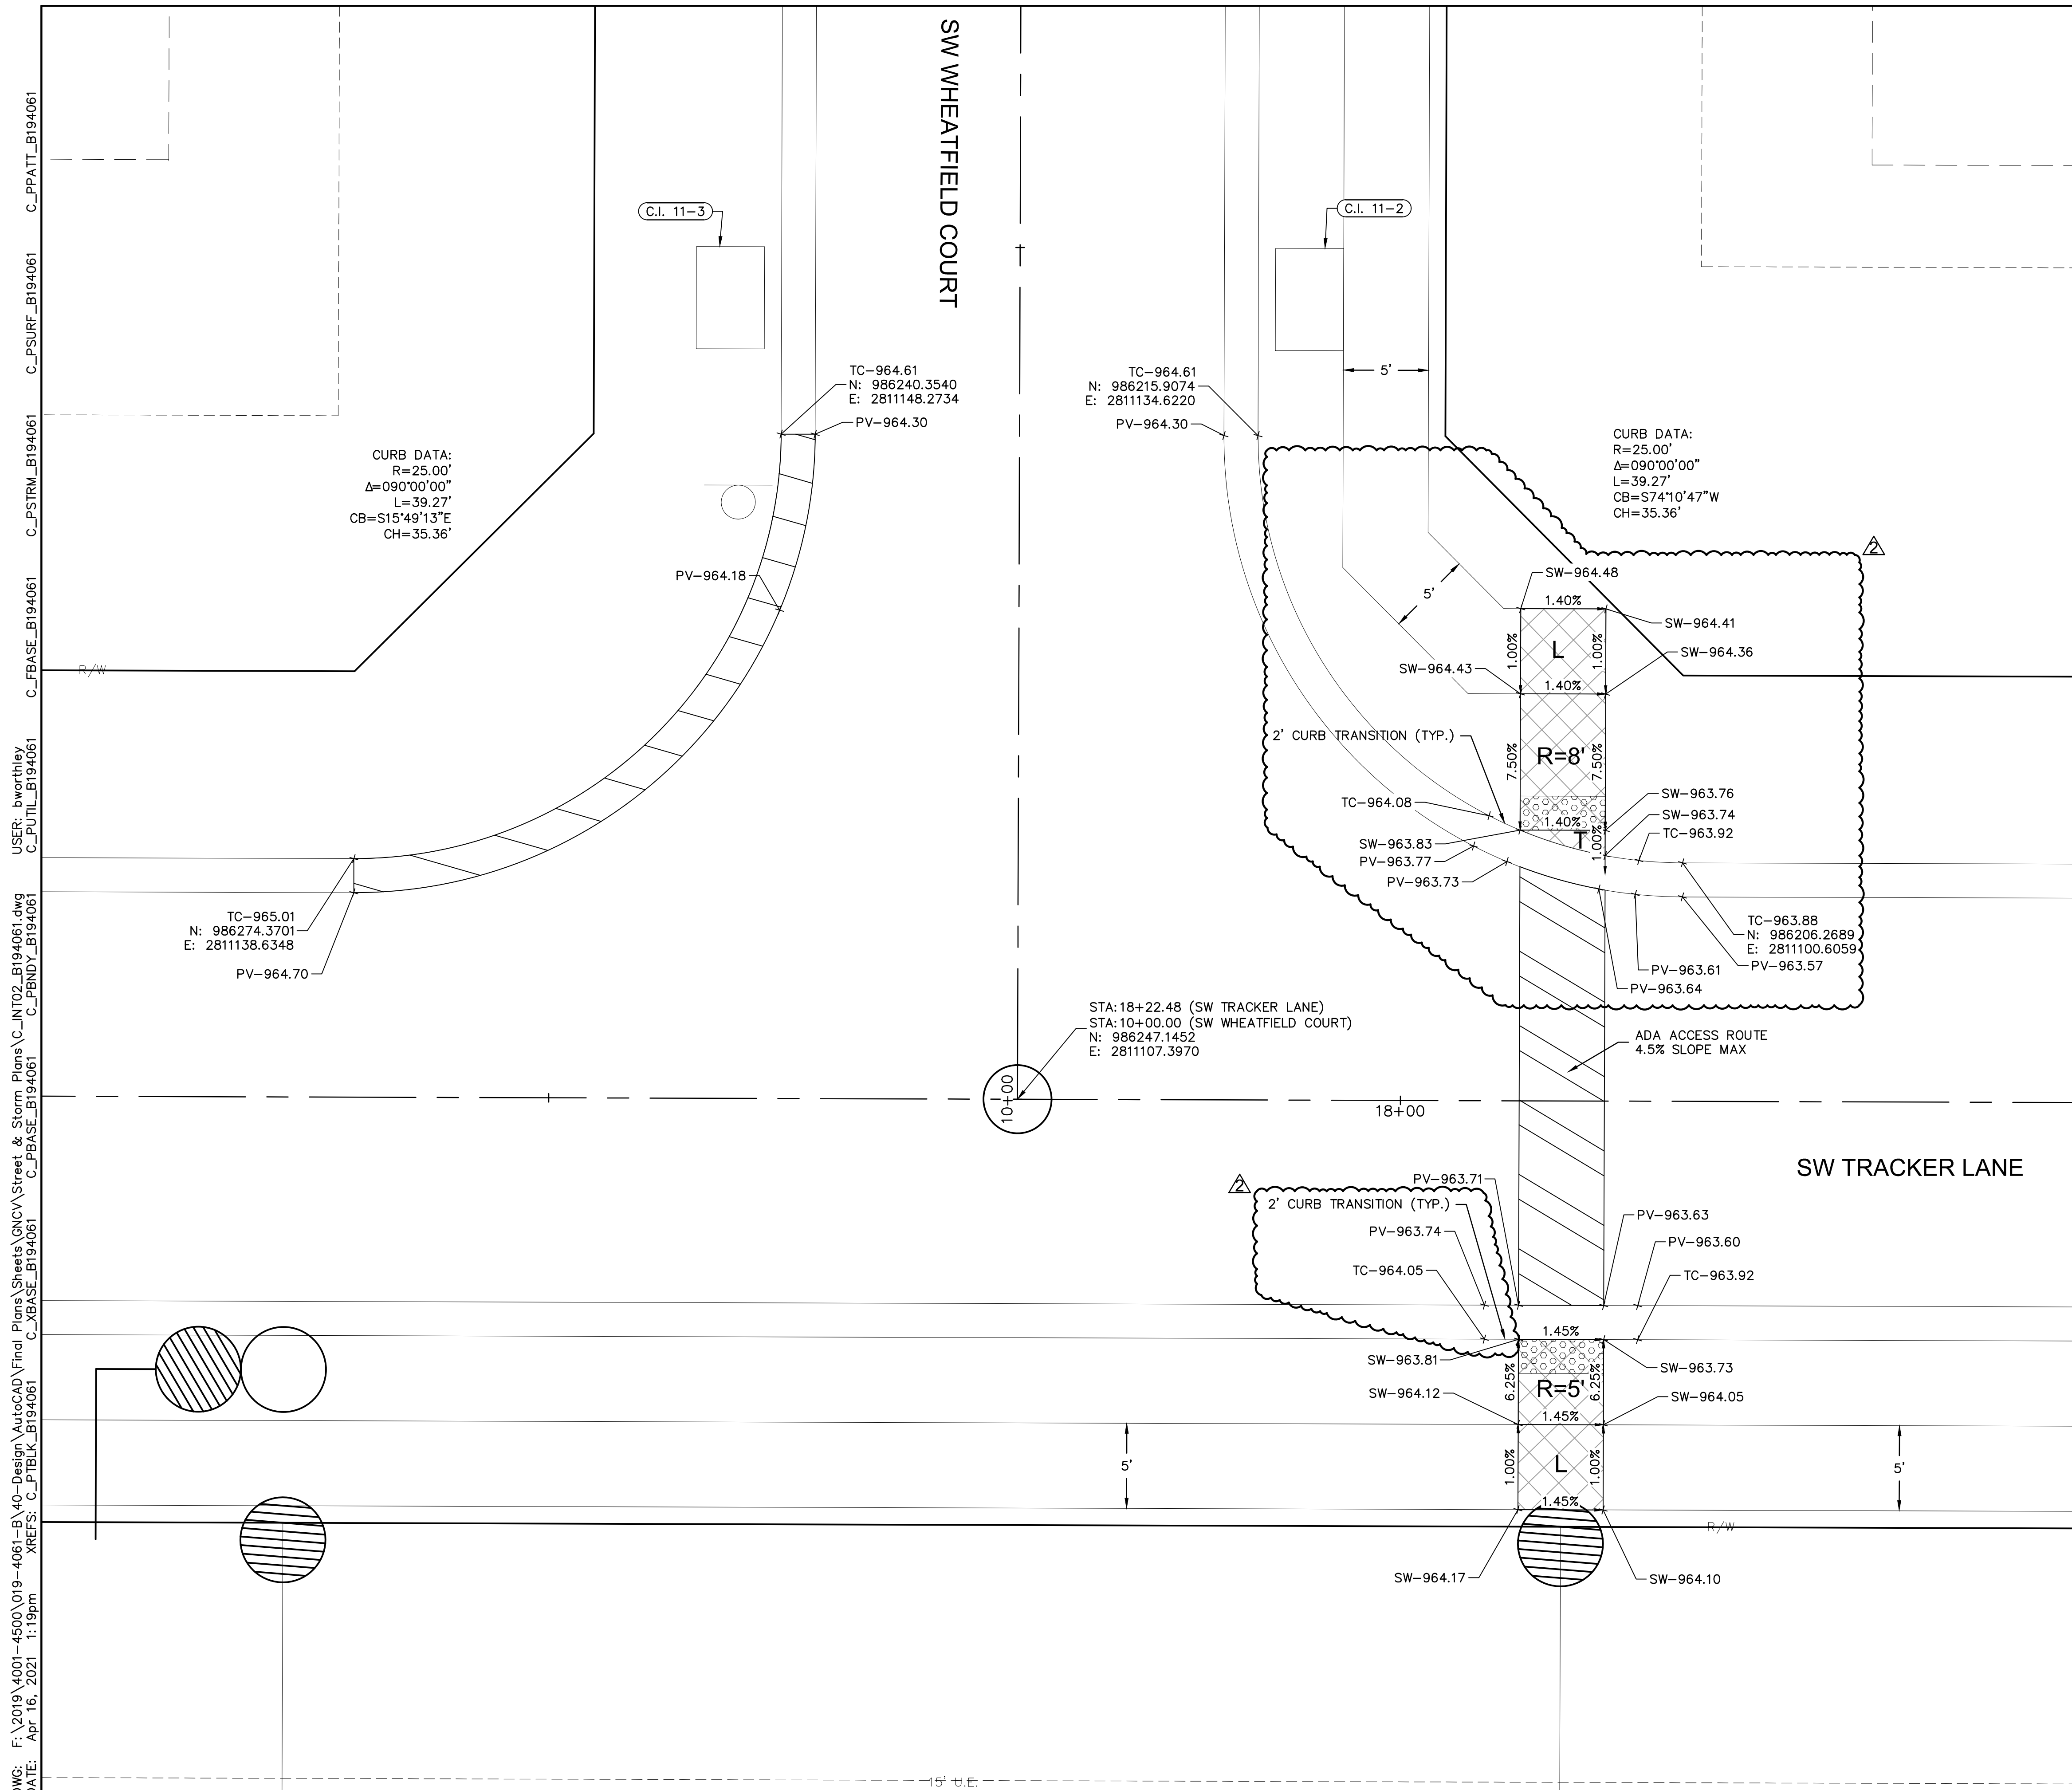 SW WHEATFIELD COURT
C.I. 11-3
C.I. 11-2
TC-964.61
N: 986240.3540
E: 2811148.2734
PV-964.30
TC-964.61
N: 986215.9074
E: 2811134.6220
PV-964.30
5'
CURB DATA:
R=25.00'
Δ=090°00'00"
L=39.27'
CB=S15°49'13"E
CH=35.36'
CURB DATA:
R=25.00'
Δ=090°00'00"
L=39.27'
CB=S74°10'47"W
CH=35.36'
2
PV-964.18
5'
SW-964.48
1.40%
SW-964.41
1.00%
L
1.00%
SW-964.36
SW-964.43
1.40%
R/W
2' CURB TRANSITION (TYP.)
7.50%
R=8'
7.50%
TC-964.08
SW-963.76
1.40%
SW-963.74
T
1.00%
TC-963.92
SW-963.83
PV-963.77
PV-963.73
TC-965.01
N: 986274.3701
E: 2811138.6348
PV-964.70
TC-963.88
N: 986206.2689
E: 2811100.6059
PV-963.57
PV-963.61
PV-963.64
STA:18+22.48 (SW TRACKER LANE)
STA:10+00.00 (SW WHEATFIELD COURT)
N: 986247.1452
E: 2811107.3970
ADA ACCESS ROUTE
4.5% SLOPE MAX
10+00
18+00
SW TRACKER LANE
2
PV-963.71
2' CURB TRANSITION (TYP.)
PV-963.63
PV-963.74
PV-963.60
TC-964.05
TC-963.92
1.45%
SW-963.81
SW-963.73
6.25%
R=5'
6.25%
SW-964.12
SW-964.05
1.45%
5'
1.00%
L
1.00%
5'
1.45%
R/W
SW-964.17
SW-964.10
15' U.E.
WG: F:\2019\4001-4500\019-4061-B\40-Design\AutoCAD\Final Plans\Sheets\GNCV\Street & Storm Plans\C_INT02_B194061.dwg USER: bworthley
ATE: Apr 16, 2021 1:19pm XREFS: C_PTBLK_B194061 C_XBASE_B194061 C_PBASE_B194061 C_PBNDY_B194061 C_PUTIL_B194061 C_FBASE_B194061 C_PSTRM_B194061 C_PSURF_B194061 C_PPATT_B194061